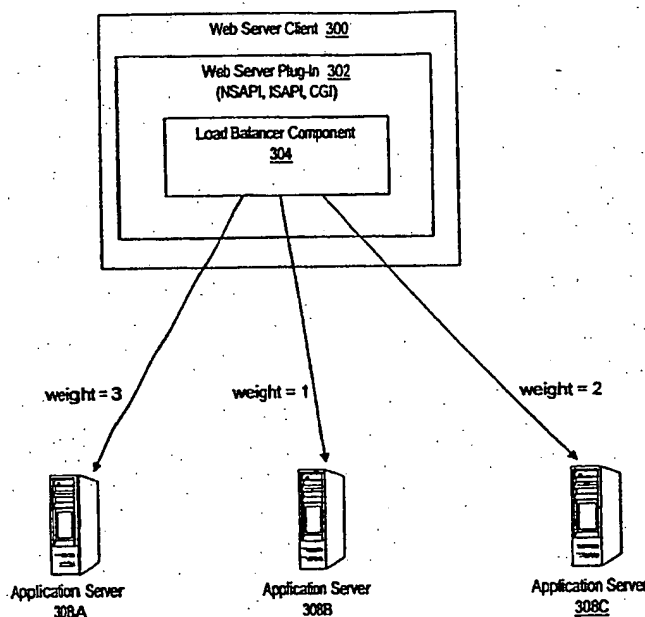 Web Server Client 300
Web Server Plug-In 302
(NSAPI, ISAPI, CGI)
Load Balancer Component
304
weight = 3
weight = 1
weight = 2
Application Server
308A
Application Server
308B
Application Server
308C